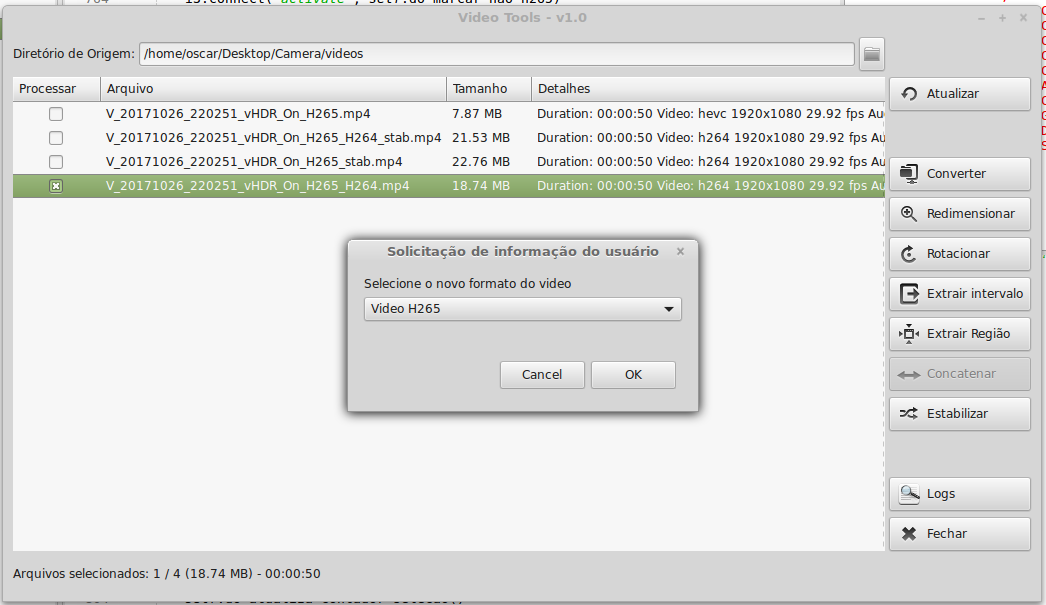 Video Tools - v1.0
Diretório de Origem: /home/oscar/Desktop/Camera/videos
Processar Arquivo Tamanho Detalhes
V_20171026_220251_vHDR_On_H265.mp4 7.87 MB Duration: 00:00:50 Video: hevc 1920x1080 29.92 fps Au
V_20171026_220251_vHDR_On_H265_H264_stab.mp4 21.53 MB Duration: 00:00:50 Video: h264 1920x1080 29.92 fps Au
V_20171026_220251_vHDR_On_H265_stab.mp4 22.76 MB Duration: 00:00:50 Video: h264 1920x1080 29.92 fps Au
V_20171026_220251_vHDR_On_H265_H264.mp4 18.74 MB Duration: 00:00:50 Video: h264 1920x1080 29.92 fps Au
Solicitação de informação do usuário
Selecione o novo formato do video
Video H265
Cancel OK
Atualizar
Converter
Redimensionar
Rotacionar
Extrair intervalo
Extrair Região
Concatenar
Estabilizar
Logs
Fechar
Arquivos selecionados: 1 / 4 (18.74 MB) - 00:00:50